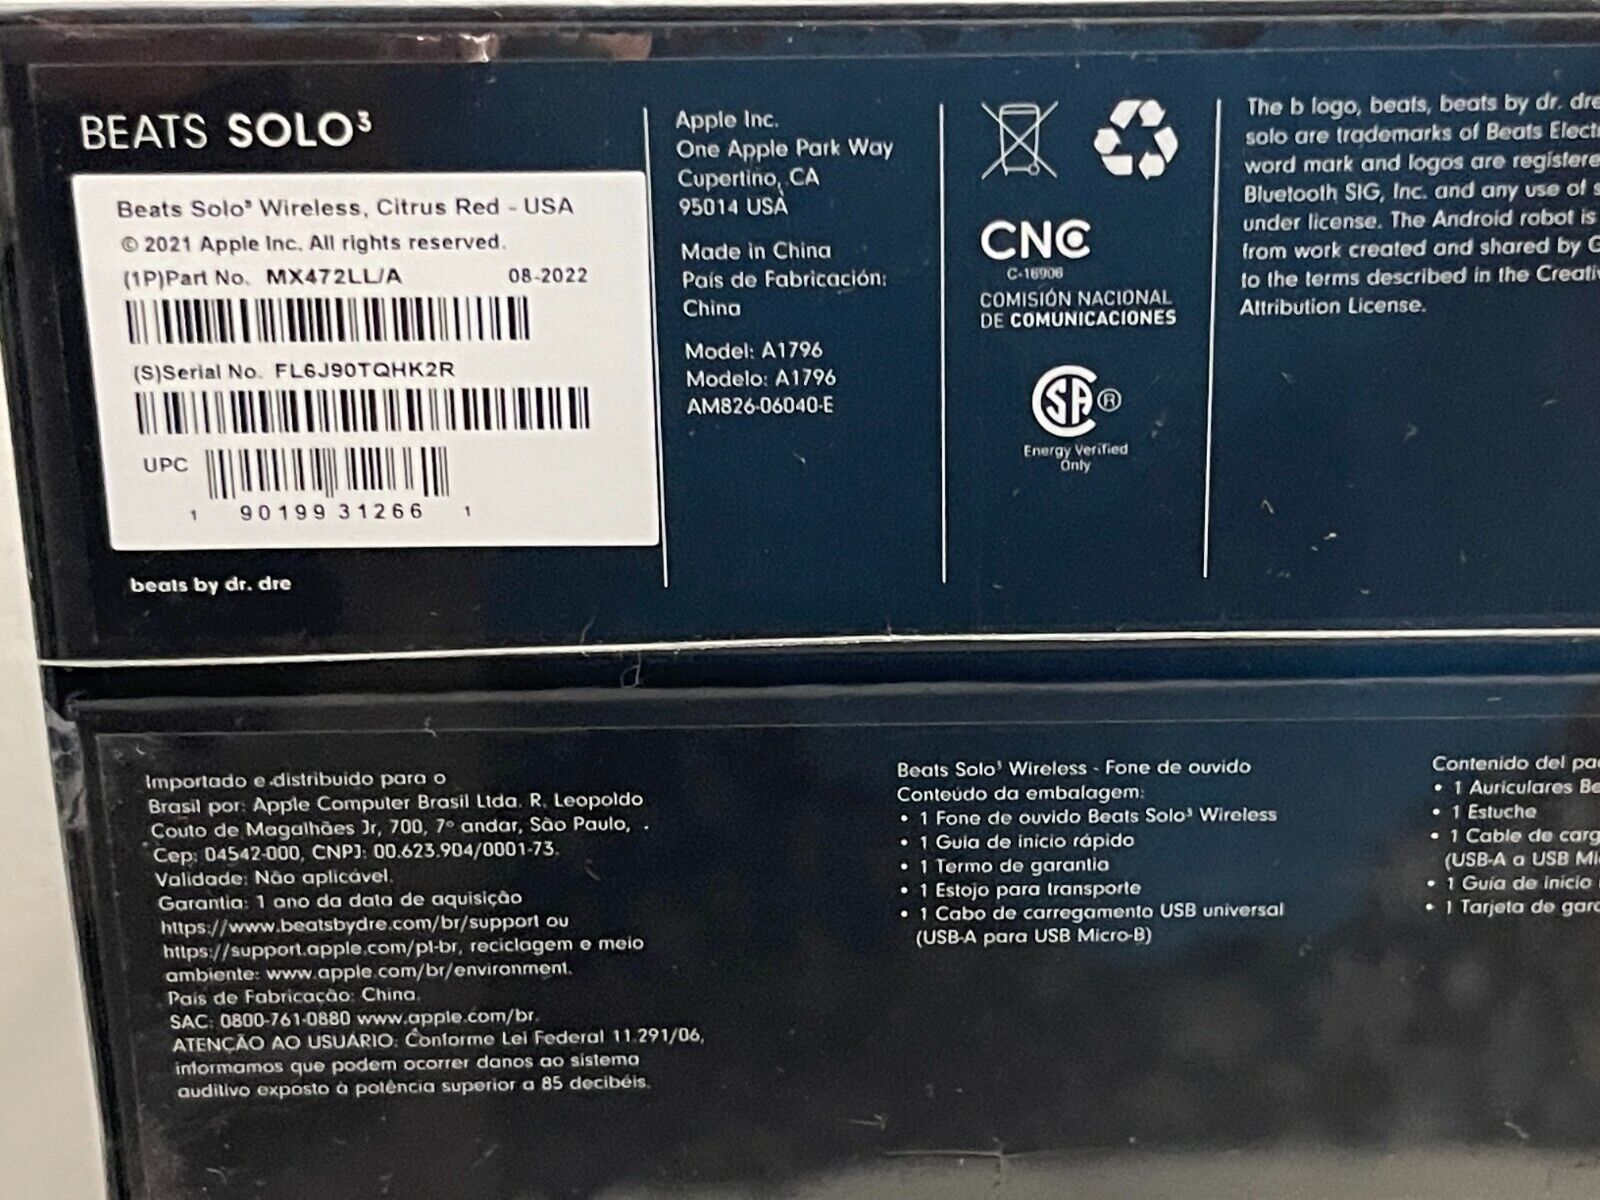 BEATS SOLO³
Beats Solo³ Wireless, Citrus Red - USA
© 2021 Apple Inc. All rights reserved.
(1P)Part No. MX472LL/A 08-2022
(S)Serial No. FL6J90TQHK2R
UPC
1 90199 31266 1
beats by dr. dre
Apple Inc.
One Apple Park Way
Cupertino, CA
95014 USA
Made in China
País de Fabricación:
China
Model: A1796
Modelo: A1796
AM826-06040-E
CNC
C-16906
COMISIÓN NACIONAL
DE COMUNICACIONES
SA®
Energy Verified
Only
The b logo, beats, beats by dr. dre
solo are trademarks of Beats
word mark and logos are
Bluetooth SIG, Inc. and any use of
under license. The Android robot is
from work created and shared by
to the terms described in the
Attribution License.
Importado e distribuido para o
Brasil por: Apple Computer Brasil Ltda. R. Leopoldo
Couto de Magalhães Jr, 700, 7º andar, São Paulo,
Cep: 04542-000, CNPJ: 00.623.904/0001-73.
Validade: Não aplicável.
Garantia: 1 ano da data de aquisição
https://www.beatsbydre.com/br/support ou
https://support.apple.com/pt-br, reciclagem e meio
ambiente: www.apple.com/br/environment.
País de Fabricação: China.
SAC: 0800-761-0880 www.apple.com/br.
ATENÇÃO AO USUÁRIO: Conforme Lei Federal 11.291/06,
informamos que podem ocorrer danos ao sistema
auditivo exposto à potência superior a 85 decibéis.
Beats Solo³ Wireless - Fone de ouvido
Conteúdo da embalagem:
• 1 Fone de ouvido Beats Solo³ Wireless
• 1 Guia de início rápido
• 1 Termo de garantia
• 1 Estojo para transporte
• 1 Cabo de carregamento USB universal
(USB-A para USB Micro-B)
Contenido del
• 1 Auriculares
• 1 Estuche
• 1 Cable de
(USB-A a USB
• 1 Guía de inicio
• 1 Tarjeta de